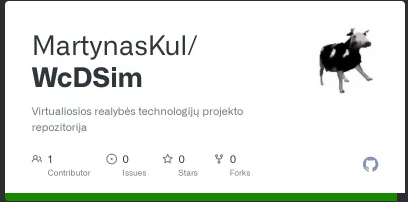 MartynasKul/
WcDSim
Virtualiosios realybės technologijų projekto
repozitorija
1 0 0 0
Contributor Issues Stars Forks